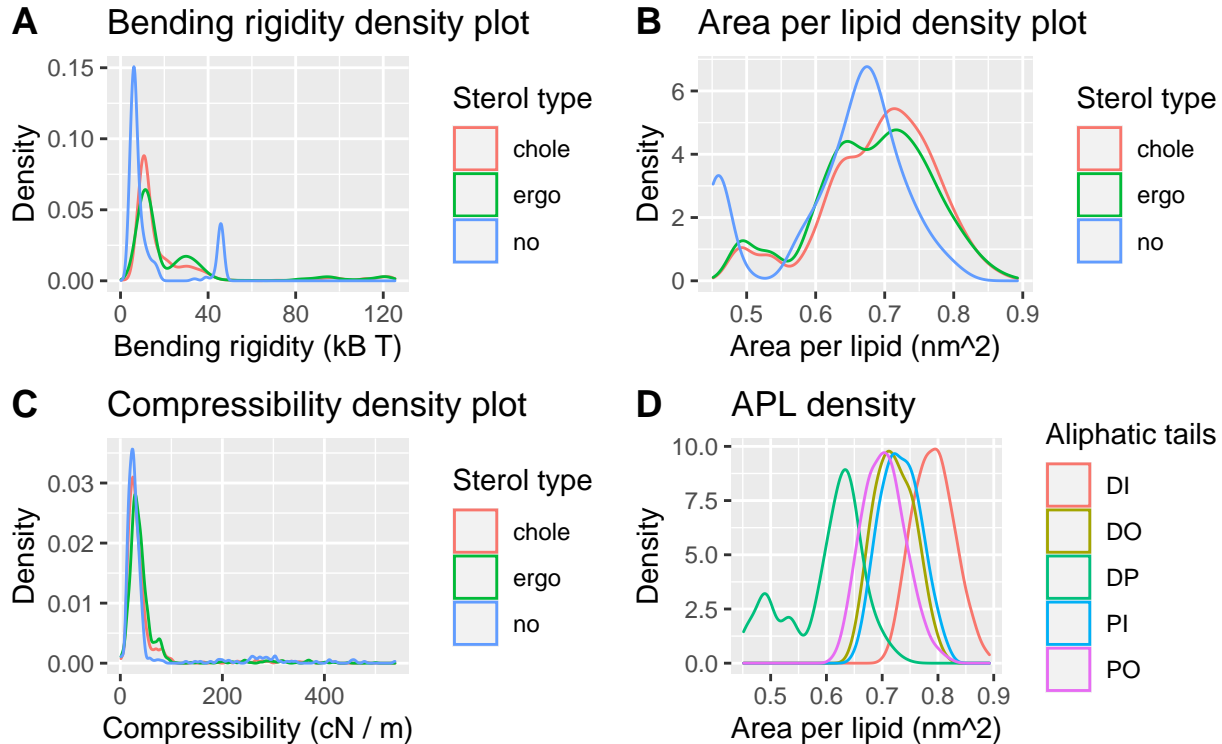 A Bending rigidity density plot
0.15
0.10
0.05
0.00
Density
0 40 80 120
Bending rigidity (kB T)
Sterol type
chole
ergo
no
B Area per lipid density plot
6
4
2
0
Density
0.5 0.6 0.7 0.8 0.9
Area per lipid (nm^2)
Sterol type
chole
ergo
no
C Compressibility density plot
0.03
0.02
0.01
0.00
Density
0 200 400
Compressibility (cN / m)
Sterol type
chole
ergo
no
D APL density
10.0
7.5
5.0
2.5
0.0
Density
0.5 0.6 0.7 0.8 0.9
Area per lipid (nm^2)
Aliphatic tails
DI
DO
DP
PI
PO